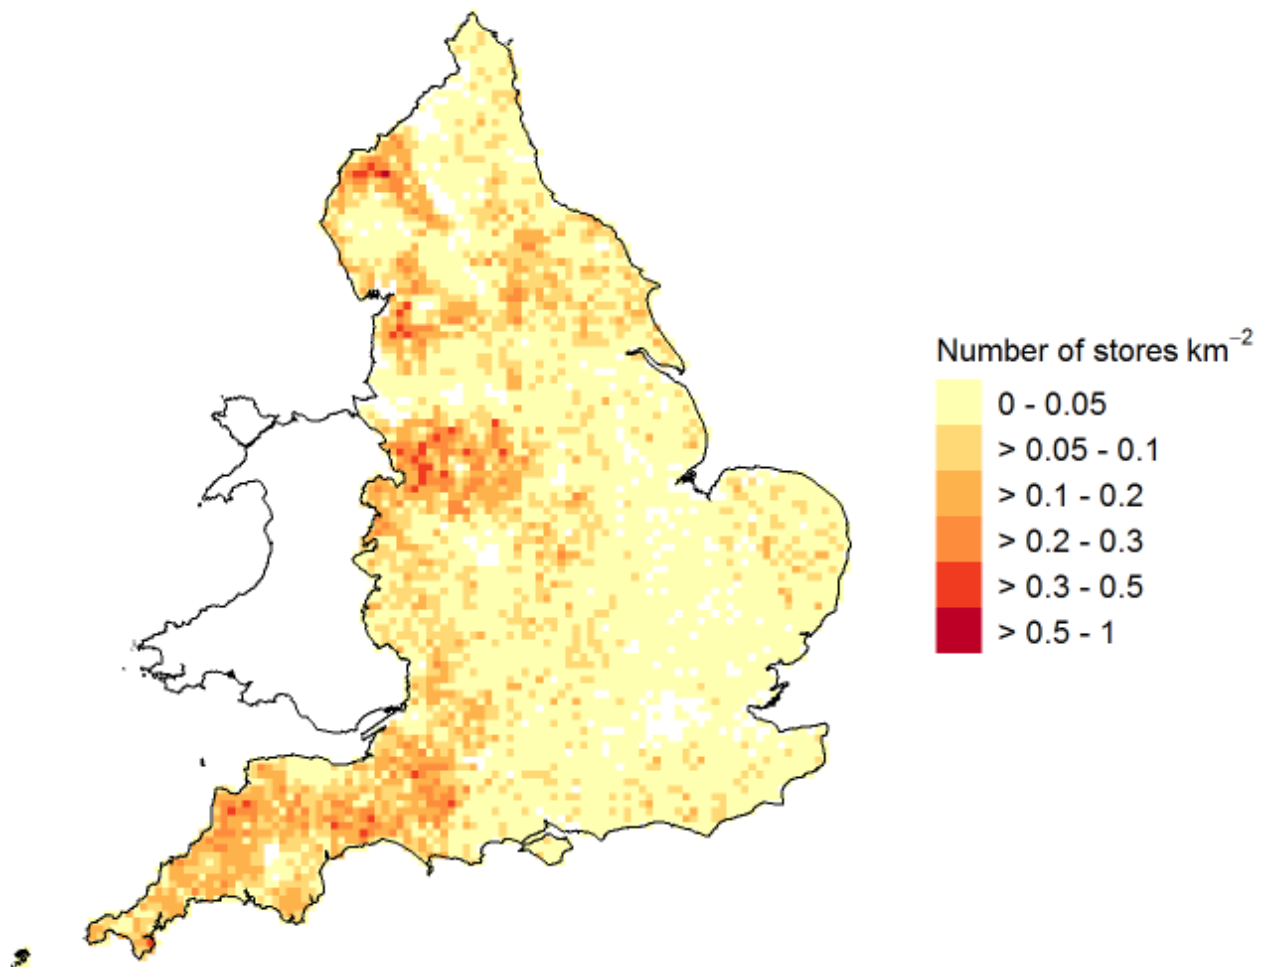 Number of stores km⁻²
0 - 0.05
> 0.05 - 0.1
> 0.1 - 0.2
> 0.2 - 0.3
> 0.3 - 0.5
> 0.5 - 1